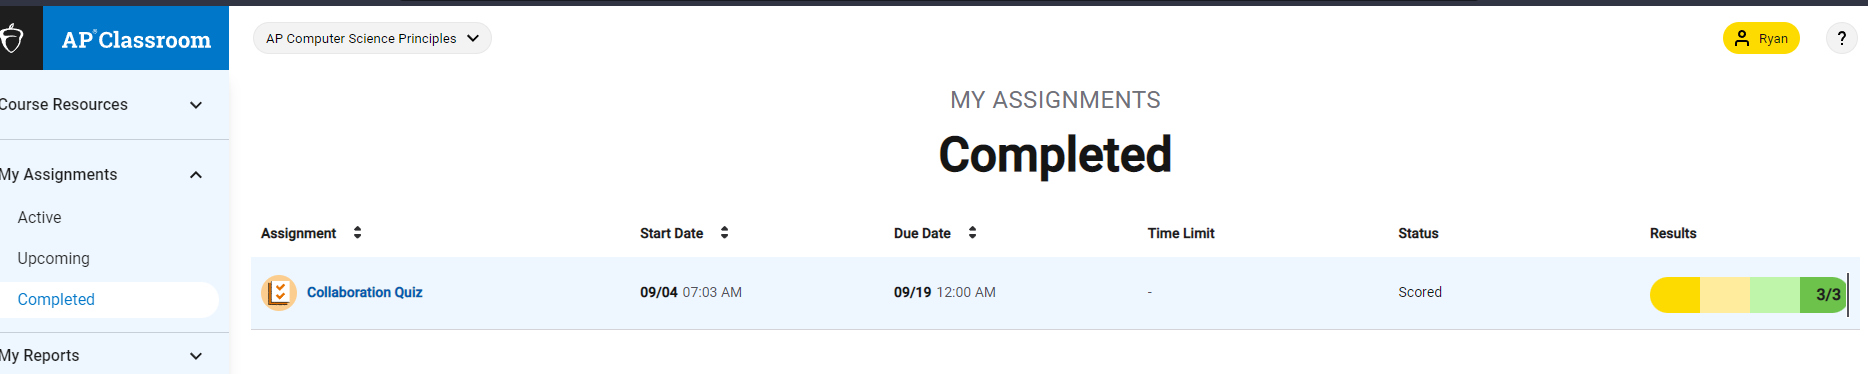 AP® Classroom
AP Computer Science Principles
Ryan
?
Course Resources
My Assignments
Active
Upcoming
Completed
My Reports
MY ASSIGNMENTS
Completed
Assignment Start Date Due Date Time Limit Status Results
Collaboration Quiz 09/04 07:03 AM 09/19 12:00 AM - Scored 3/3